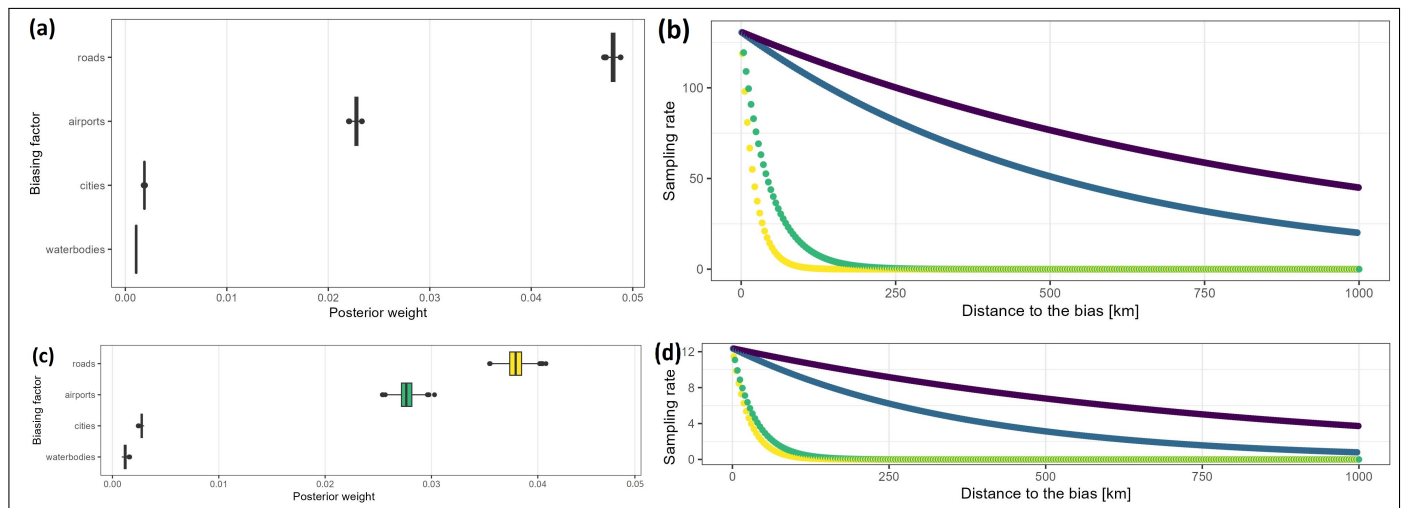 (a)
Biasing factor
roads
airports
cities
waterbodies
0.00 0.01 0.02 0.03 0.04 0.05
Posterior weight
(b)
Sampling rate
100
50
0
0 250 500 750 1000
Distance to the bias [km]
(c)
Biasing factor
roads
airports
cities
waterbodies
0.00 0.01 0.02 0.03 0.04 0.05
Posterior weight
(d)
Sampling rate
12
8
4
0
0 250 500 750 1000
Distance to the bias [km]